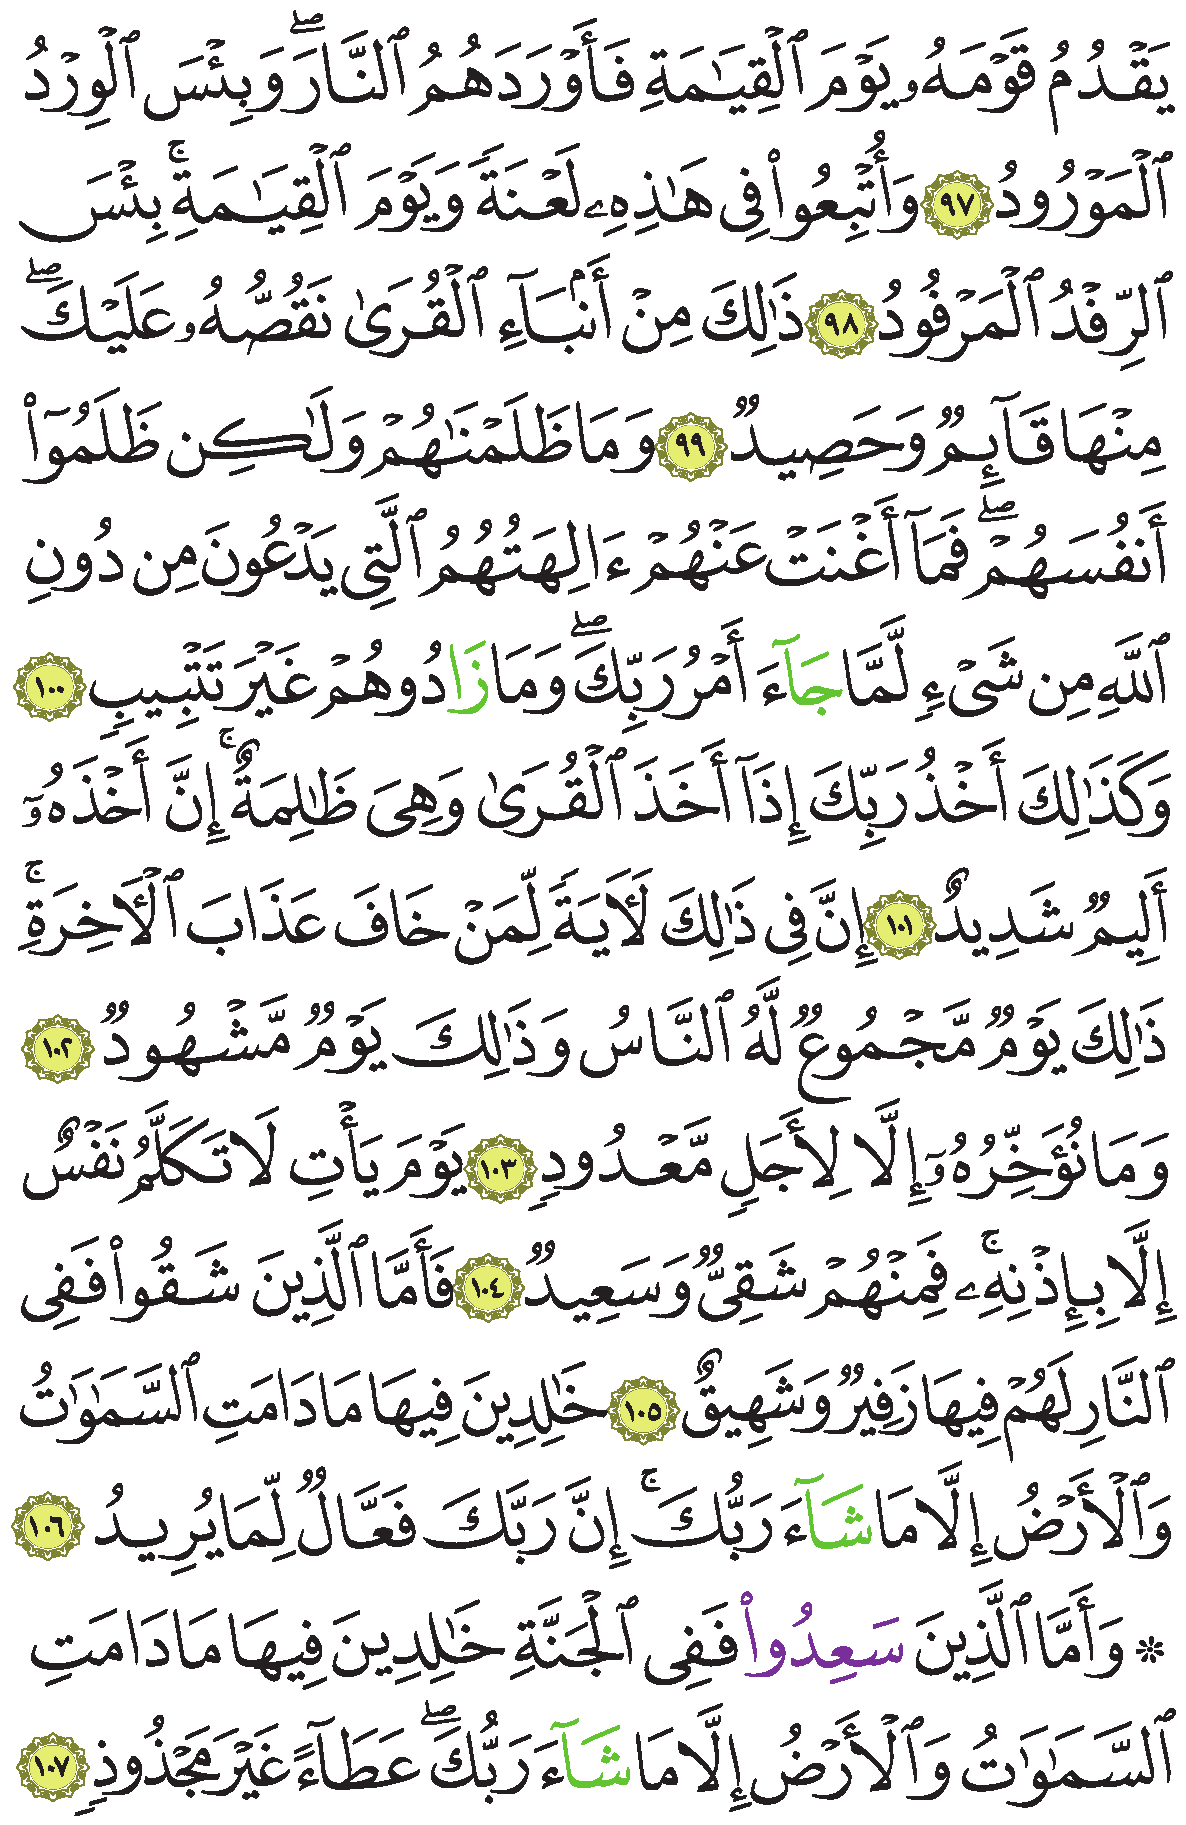 يَقۡدُمُ قَوۡمَهُۥ يَوۡمَ ٱلۡقِيَٰمَةِ فَأَوۡرَدَهُمُ ٱلنَّارَۖ وَبِئۡسَ ٱلۡوِرۡدُ
ٱلۡمَوۡرُودُ ٩٧ وَأُتۡبِعُواْ فِي هَٰذِهِۦ لَعۡنَةٗ وَيَوۡمَ ٱلۡقِيَٰمَةِۚ بِئۡسَ
ٱلرِّفۡدُ ٱلۡمَرۡفُودُ ٩٨ ذَٰلِكَ مِنۡ أَنۢبَآءِ ٱلۡقُرَىٰ نَقُصُّهُۥ عَلَيۡكَۖ
مِنۡهَا قَآئِمٞ وَحَصِيدٞ ٩٩ وَمَا ظَلَمۡنَٰهُمۡ وَلَٰكِن ظَلَمُوٓاْ
أَنفُسَهُمۡۖ فَمَآ أَغۡنَتۡ عَنۡهُمۡ ءَالِهَتُهُمُ ٱلَّتِي يَدۡعُونَ مِن دُونِ
ٱللَّهِ مِن شَيۡءٖ لَّمَّا جَآءَ أَمۡرُ رَبِّكَۖ وَمَا زَادُوهُمۡ غَيۡرَ تَتۡبِيبٖ ١٠٠
وَكَذَٰلِكَ أَخۡذُ رَبِّكَ إِذَآ أَخَذَ ٱلۡقُرَىٰ وَهِيَ ظَٰلِمَةٌۚ إِنَّ أَخۡذَهُۥٓ
أَلِيمٞ شَدِيدٌ ١٠١ إِنَّ فِي ذَٰلِكَ لَأٓيَةٗ لِّمَنۡ خَافَ عَذَابَ ٱلۡأٓخِرَةِۚ
ذَٰلِكَ يَوۡمٞ مَّجۡمُوعٞ لَّهُ ٱلنَّاسُ وَذَٰلِكَ يَوۡمٞ مَّشۡهُودٞ ١٠٢
وَمَا نُؤَخِّرُهُۥٓ إِلَّا لِأَجَلٖ مَّعۡدُودٖ ١٠٣ يَوۡمَ يَأۡتِ لَا تَكَلَّمُ نَفۡسٌ
إِلَّا بِإِذۡنِهِۦۚ فَمِنۡهُمۡ شَقِيّٞ وَسَعِيدٞ ١٠٤ فَأَمَّا ٱلَّذِينَ شَقُواْ فَفِي
ٱلنَّارِ لَهُمۡ فِيهَا زَفِيرٞ وَشَهِيقٌ ١٠٥ خَٰلِدِينَ فِيهَا مَا دَامَتِ ٱلسَّمَٰوَٰتُ
وَٱلۡأَرۡضُ إِلَّا مَا شَآءَ رَبُّكَۚ إِنَّ رَبَّكَ فَعَّالٞ لِّمَا يُرِيدُ ١٠٦
۞ وَأَمَّا ٱلَّذِينَ سَعِدُواْ فَفِي ٱلۡجَنَّةِ خَٰلِدِينَ فِيهَا مَا دَامَتِ
ٱلسَّمَٰوَٰتُ وَٱلۡأَرۡضُ إِلَّا مَا شَآءَ رَبُّكَۖ عَطَآءً غَيۡرَ مَجۡذُوذٖ ١٠٧